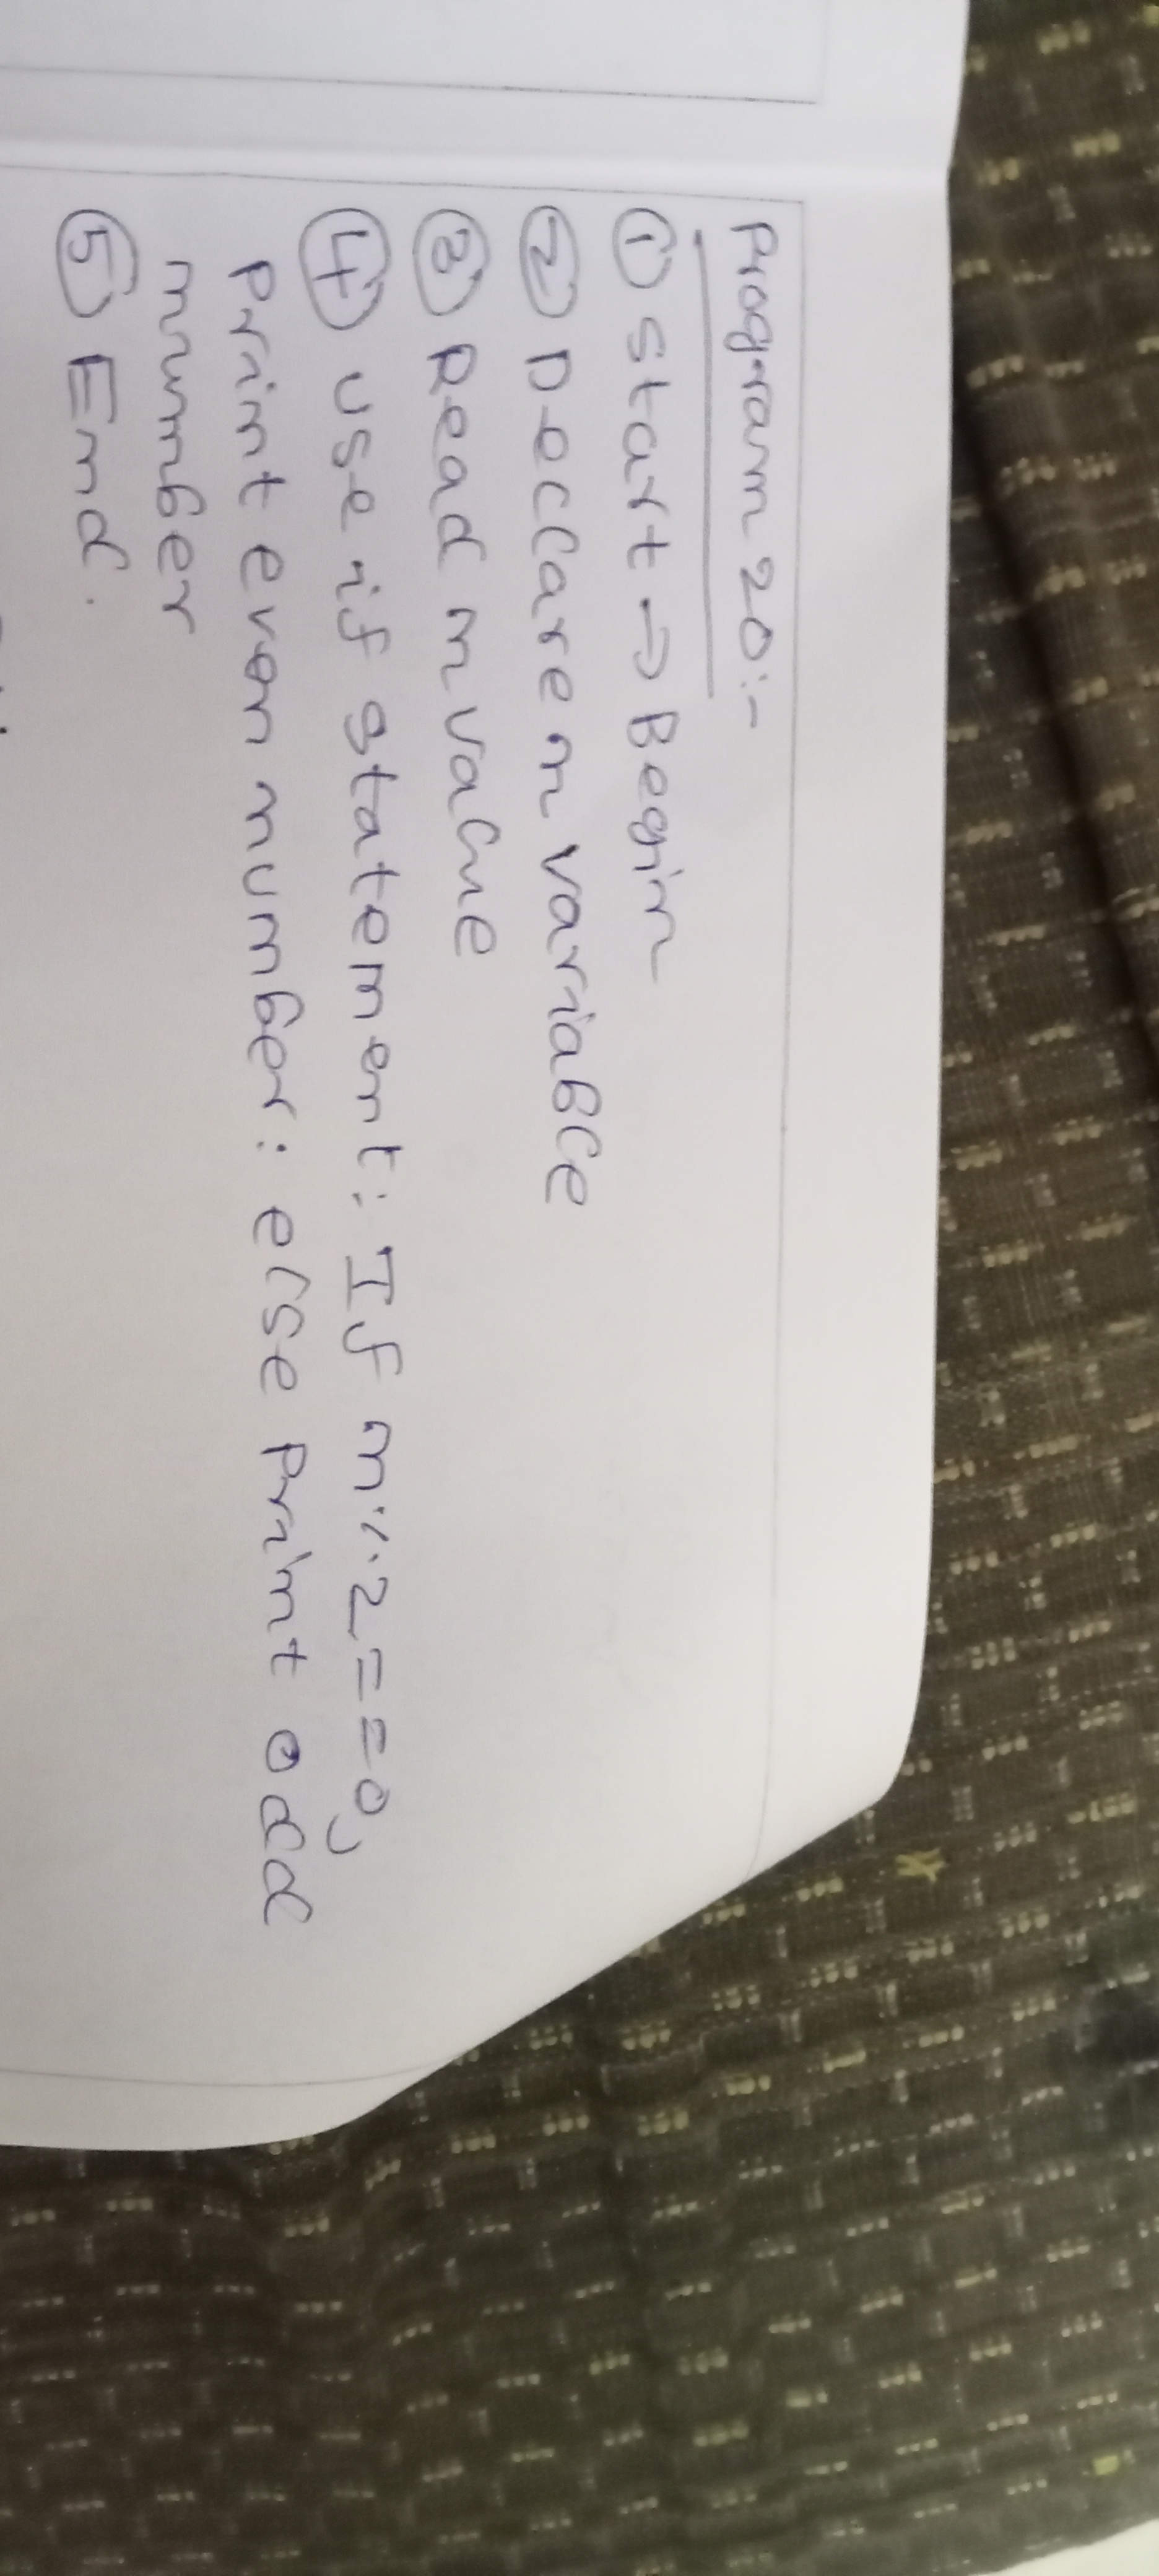 Program 20:-
① start → Begin
② Declare n variable
③ Read n value
④ use if statement: If n%2==0,
print even number: else print odd
number
⑤ End.